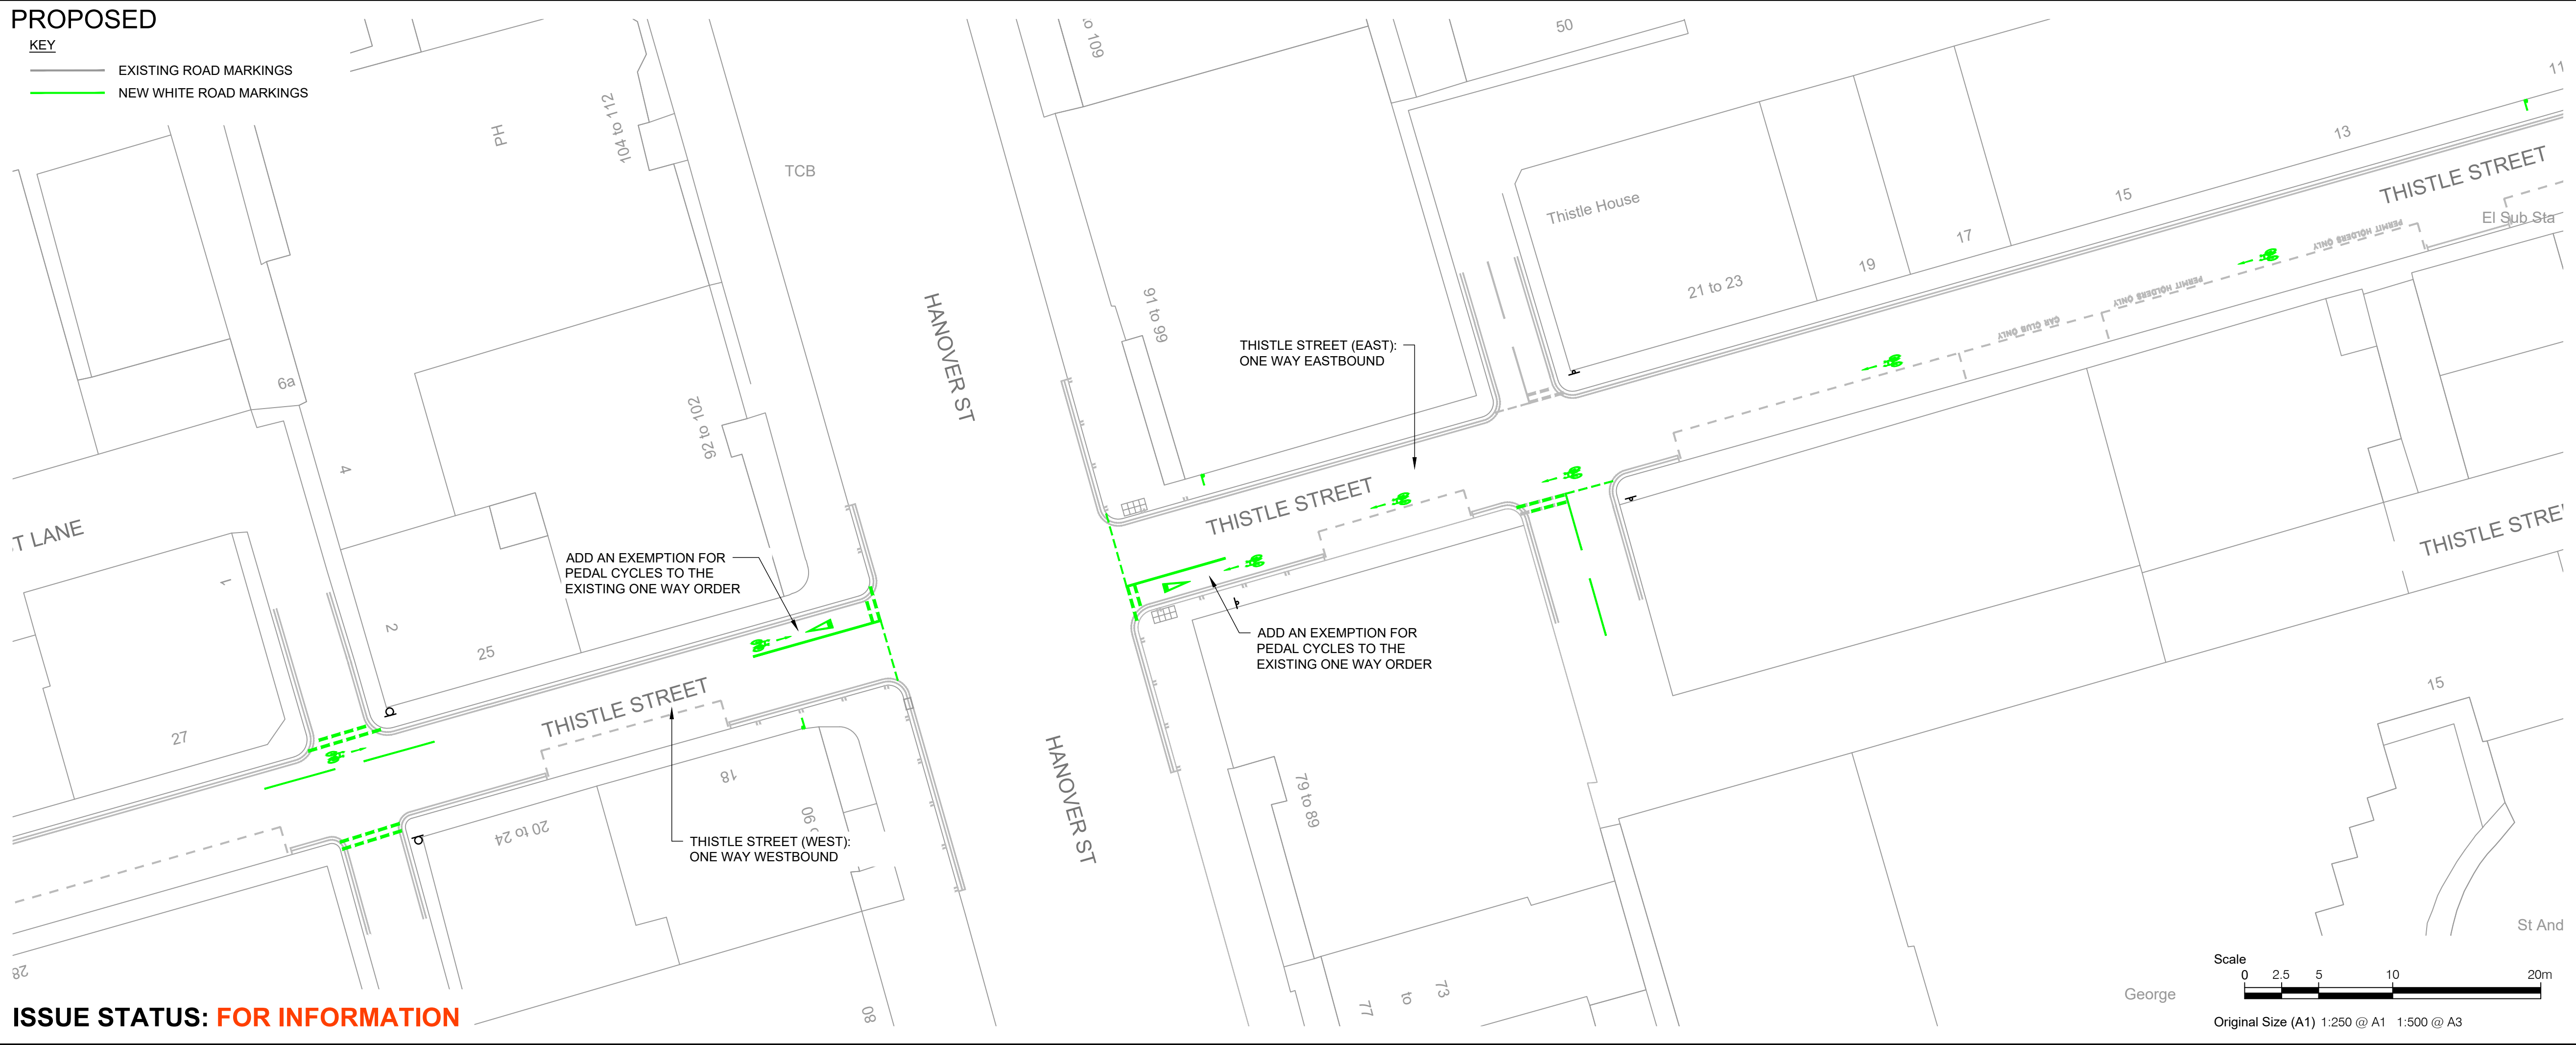 PROPOSED
KEY
EXISTING ROAD MARKINGS
NEW WHITE ROAD MARKINGS
PH
104 to 112
TCB
to 109
50
11
13
THISTLE STREET
El Sub Sta
15
17
19
21 to 23
Thistle House
PERMIT HOLDERS ONLY
PERMIT HOLDERS ONLY
CAR CLUB ONLY
HANOVER ST
91 to 99
THISTLE STREET (EAST):
ONE WAY EASTBOUND
6a
4
92 to 102
THISTLE STREET
T LANE
1
2
25
27
ADD AN EXEMPTION FOR
PEDAL CYCLES TO THE
EXISTING ONE WAY ORDER
ADD AN EXEMPTION FOR
PEDAL CYCLES TO THE
EXISTING ONE WAY ORDER
THISTLE STREET
THISTLE STRE
18
20 to 24
90
THISTLE STREET (WEST):
ONE WAY WESTBOUND
HANOVER ST
79 to 89
15
28
80
77
to
73
St And
George
Scale
0 2.5 5 10 20m
Original Size (A1) 1:250 @ A1 1:500 @ A3
ISSUE STATUS: FOR INFORMATION